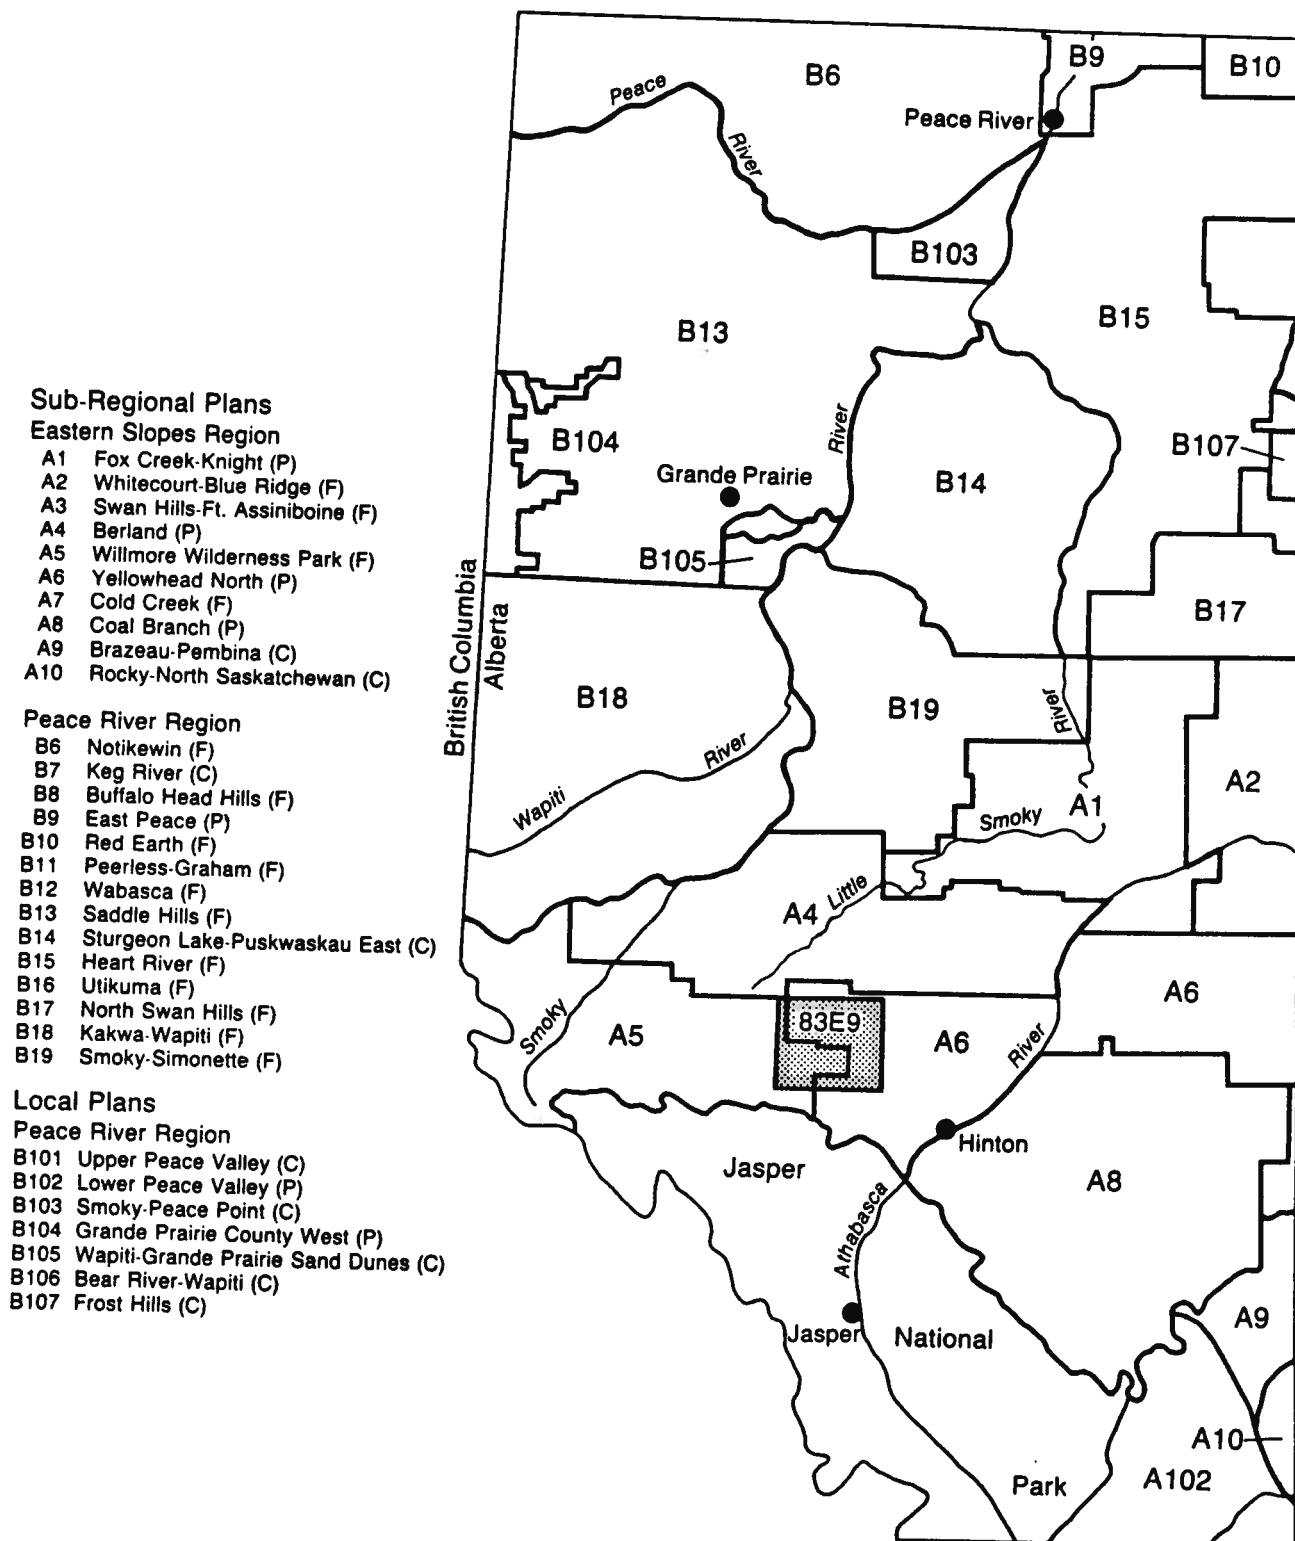 Sub-Regional Plans
Eastern Slopes Region
A1 Fox Creek-Knight (P)
A2 Whitecourt-Blue Ridge (F)
A3 Swan Hills-Ft. Assiniboine (F)
A4 Berland (P)
A5 Willmore Wilderness Park (F)
A6 Yellowhead North (P)
A7 Cold Creek (F)
A8 Coal Branch (P)
A9 Brazeau-Pembina (C)
A10 Rocky-North Saskatchewan (C)
Peace River Region
B6 Notikewin (F)
B7 Keg River (C)
B8 Buffalo Head Hills (F)
B9 East Peace (P)
B10 Red Earth (F)
B11 Peerless-Graham (F)
B12 Wabasca (F)
B13 Saddle Hills (F)
B14 Sturgeon Lake-Puskwaskau East (C)
B15 Heart River (F)
B16 Utikuma (F)
B17 North Swan Hills (F)
B18 Kakwa-Wapiti (F)
B19 Smoky-Simonette (F)
Local Plans
Peace River Region
B101 Upper Peace Valley (C)
B102 Lower Peace Valley (P)
B103 Smoky-Peace Point (C)
B104 Grande Prairie County West (P)
B105 Wapiti-Grande Prairie Sand Dunes (C)
B106 Bear River-Wapiti (C)
B107 Frost Hills (C)
B6
B9
B10
Peace
River
Peace River
B103
B13
B15
B104
River
Grande Prairie
B14
B107
B105
British Columbia
Alberta
B17
B18
B19
River
River
Wapiti
A1
A2
Smoky
Little
A4
A6
Smoky
A5
83E9
A6
River
Hinton
Jasper
A8
Athabasca
Jasper
National
A9
A10
A102
Park